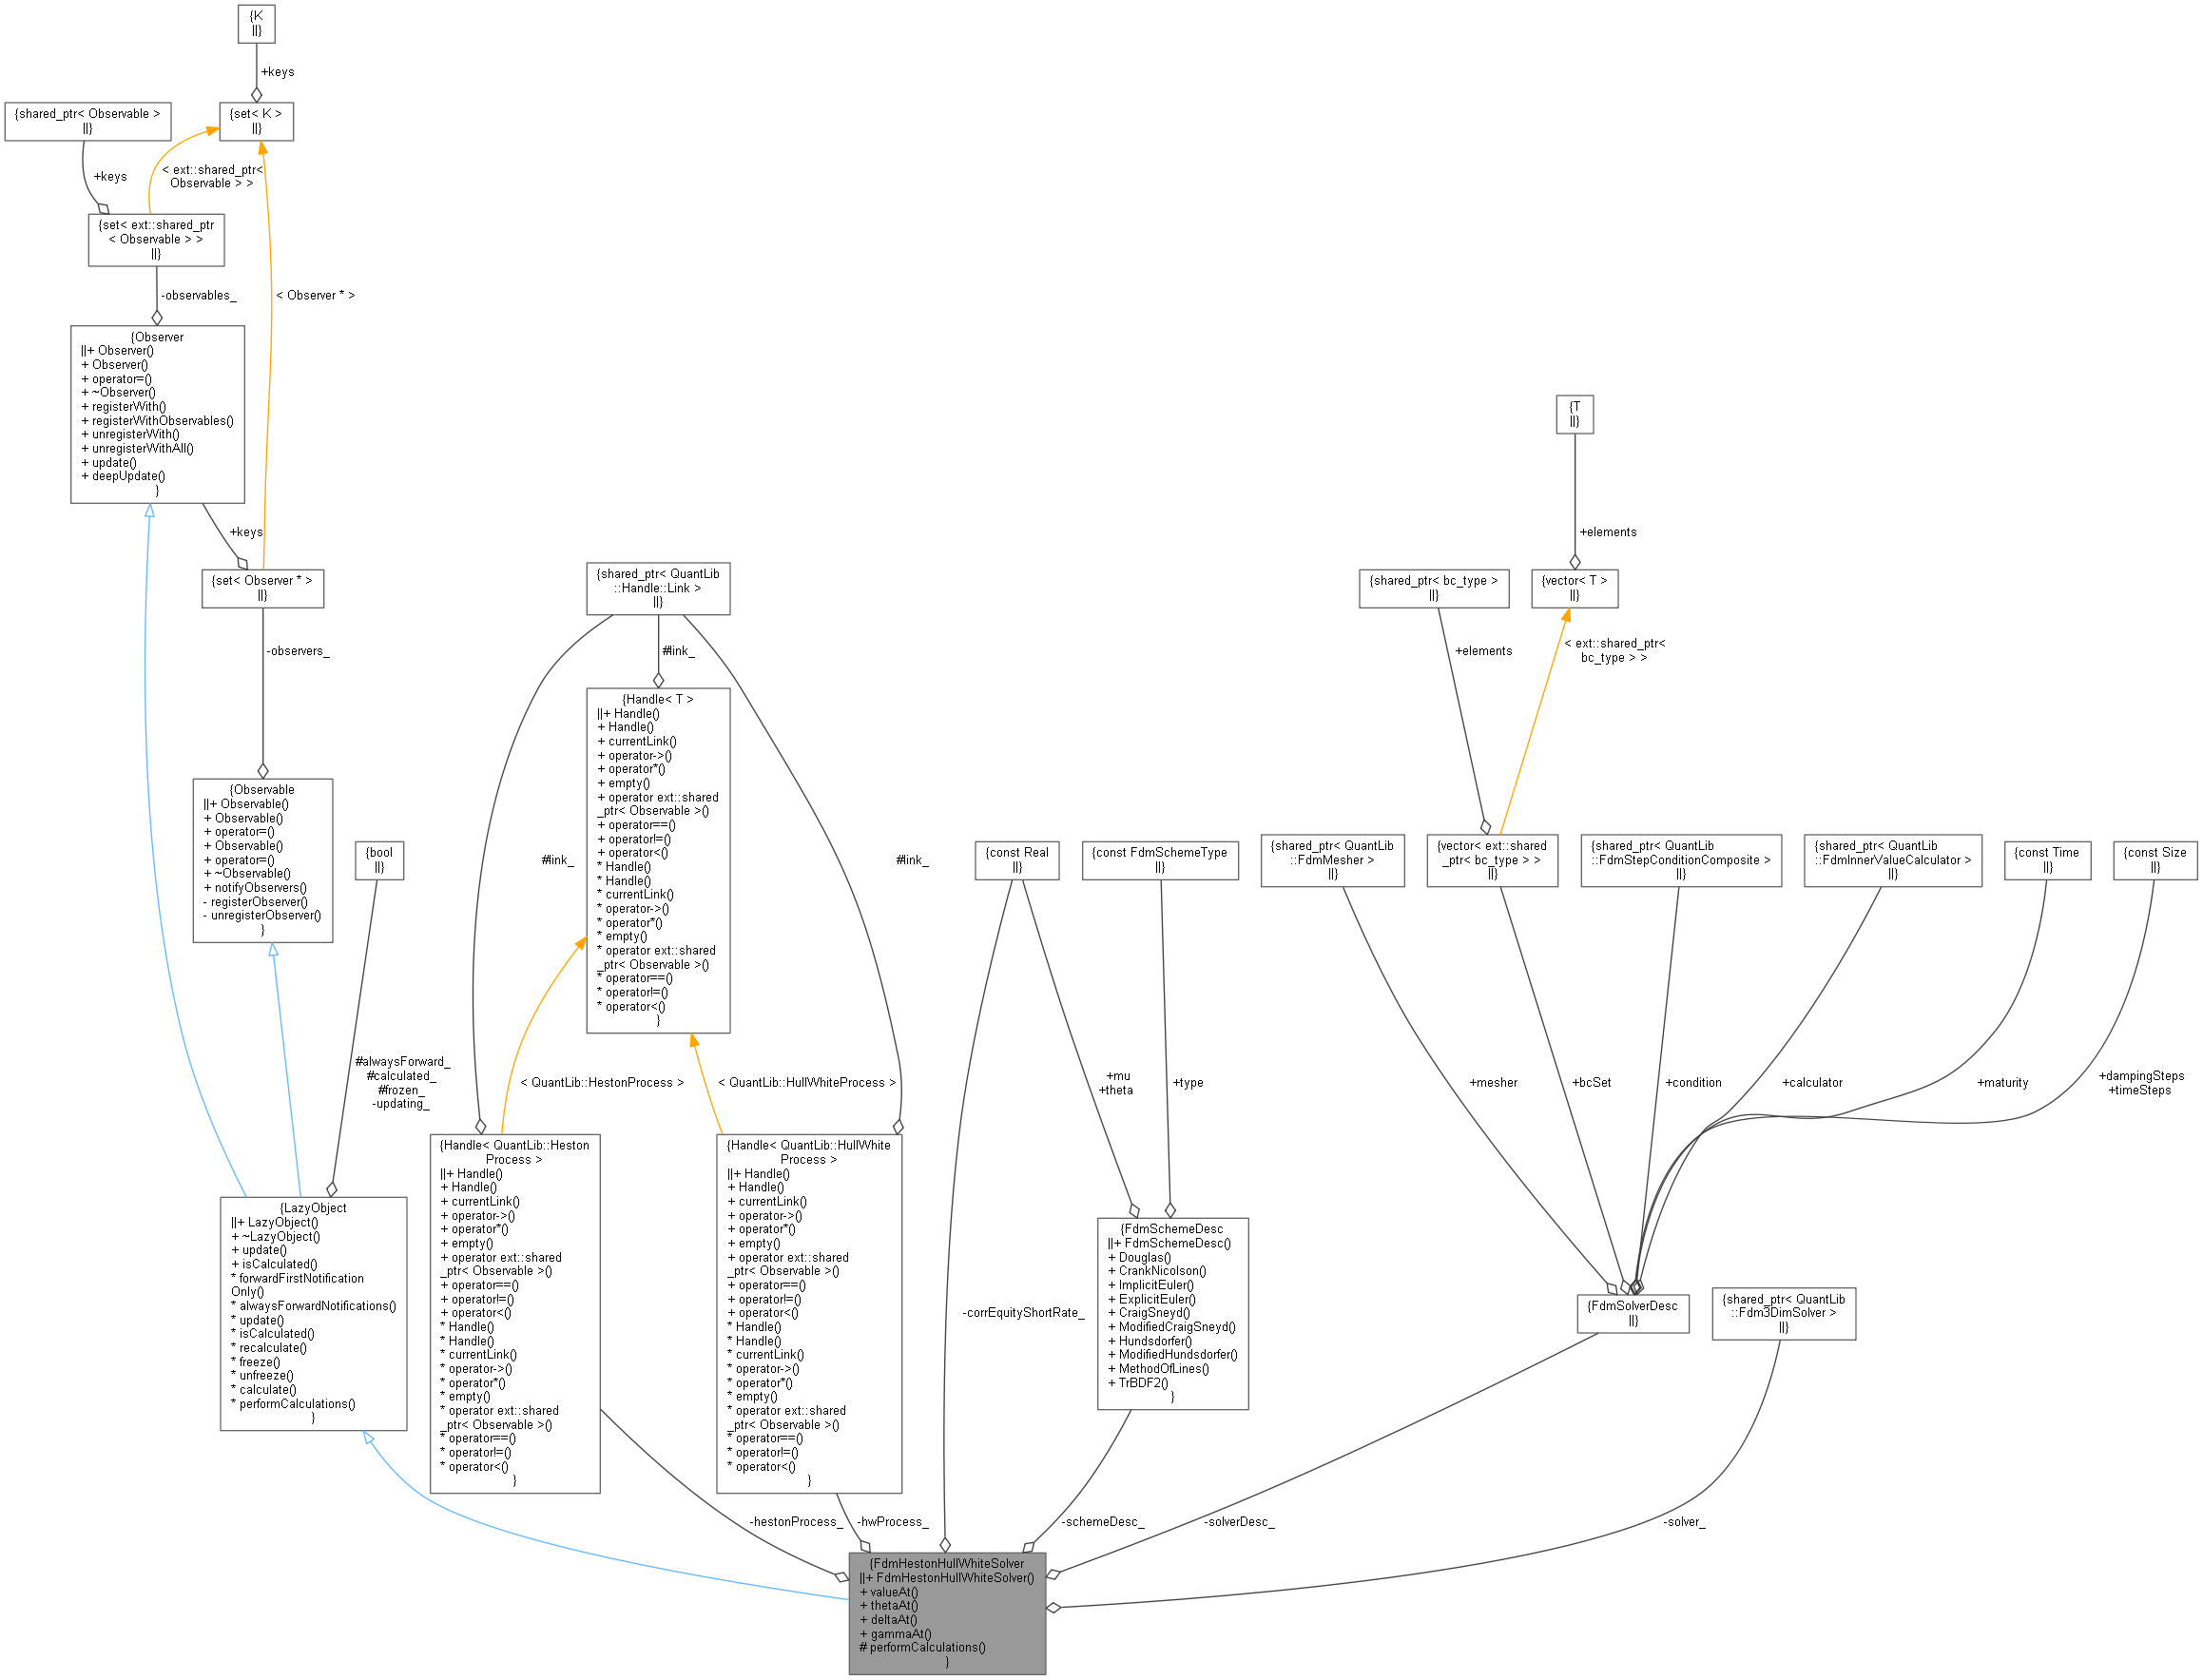 {K
||}
+keys
{shared_ptr< Observable >
||}
{set< K >
||}
+keys
< ext::shared_ptr<
Observable > >
{set< ext::shared_ptr
< Observable > >
||}
-observables_
< Observer * >
{Observer
||+ Observer()
+ Observer()
+ operator=()
+ ~Observer()
+ registerWith()
+ registerWithObservables()
+ unregisterWith()
+ unregisterWithAll()
+ update()
+ deepUpdate()
}
+keys
{set< Observer * >
||}
-observers_
{Observable
||+ Observable()
+ Observable()
+ operator=()
+ Observable()
+ operator=()
+ ~Observable()
+ notifyObservers()
- registerObserver()
- unregisterObserver()
}
{bool
||}
#alwaysForward_
#calculated_
#frozen_
-updating_
{LazyObject
||+ LazyObject()
+ ~LazyObject()
+ update()
+ isCalculated()
* forwardFirstNotification
Only()
* alwaysForwardNotifications()
* update()
* isCalculated()
* recalculate()
* freeze()
* unfreeze()
* calculate()
* performCalculations()
}
{shared_ptr< QuantLib
::Handle::Link >
||}
#link_
#link_
#link_
{Handle< T >
||+ Handle()
+ Handle()
+ currentLink()
+ operator->()
+ operator*()
+ empty()
+ operator ext::shared
_ptr< Observable >()
+ operator==()
+ operator!=()
+ operator<()
* Handle()
* Handle()
* currentLink()
* operator->()
* operator*()
* empty()
* operator ext::shared
_ptr< Observable >()
* operator==()
* operator!=()
* operator<()
}
< QuantLib::HestonProcess >
< QuantLib::HullWhiteProcess >
{Handle< QuantLib::Heston
Process >
||+ Handle()
+ Handle()
+ currentLink()
+ operator->()
+ operator*()
+ empty()
+ operator ext::shared
_ptr< Observable >()
+ operator==()
+ operator!=()
+ operator<()
* Handle()
* Handle()
* currentLink()
* operator->()
* operator*()
* empty()
* operator ext::shared
_ptr< Observable >()
* operator==()
* operator!=()
* operator<()
}
{Handle< QuantLib::HullWhite
Process >
||+ Handle()
+ Handle()
+ currentLink()
+ operator->()
+ operator*()
+ empty()
+ operator ext::shared
_ptr< Observable >()
+ operator==()
+ operator!=()
+ operator<()
* Handle()
* Handle()
* currentLink()
* operator->()
* operator*()
* empty()
* operator ext::shared
_ptr< Observable >()
* operator==()
* operator!=()
* operator<()
}
{const Real
||}
{const FdmSchemeType
||}
+mu
+theta
+type
-corrEquityShortRate_
{FdmSchemeDesc
||+ FdmSchemeDesc()
+ Douglas()
+ CrankNicolson()
+ ImplicitEuler()
+ ExplicitEuler()
+ CraigSneyd()
+ ModifiedCraigSneyd()
+ Hundsdorfer()
+ ModifiedHundsdorfer()
+ MethodOfLines()
+ TrBDF2()
}
{T
||}
+elements
{shared_ptr< bc_type >
||}
{vector< T >
||}
+elements
< ext::shared_ptr<
bc_type > >
{shared_ptr< QuantLib
::FdmMesher >
||}
{vector< ext::shared
_ptr< bc_type > >
||}
{shared_ptr< QuantLib
::FdmStepConditionComposite >
||}
{shared_ptr< QuantLib
::FdmInnerValueCalculator >
||}
{const Time
||}
{const Size
||}
+mesher
+bcSet
+condition
+calculator
+maturity
+dampingSteps
+timeSteps
{FdmSolverDesc
||}
{shared_ptr< QuantLib
::Fdm3DimSolver >
||}
-hestonProcess_
-hwProcess_
-schemeDesc_
-solverDesc_
-solver_
{FdmHestonHullWhiteSolver
||+ FdmHestonHullWhiteSolver()
+ valueAt()
+ thetaAt()
+ deltaAt()
+ gammaAt()
# performCalculations()
}